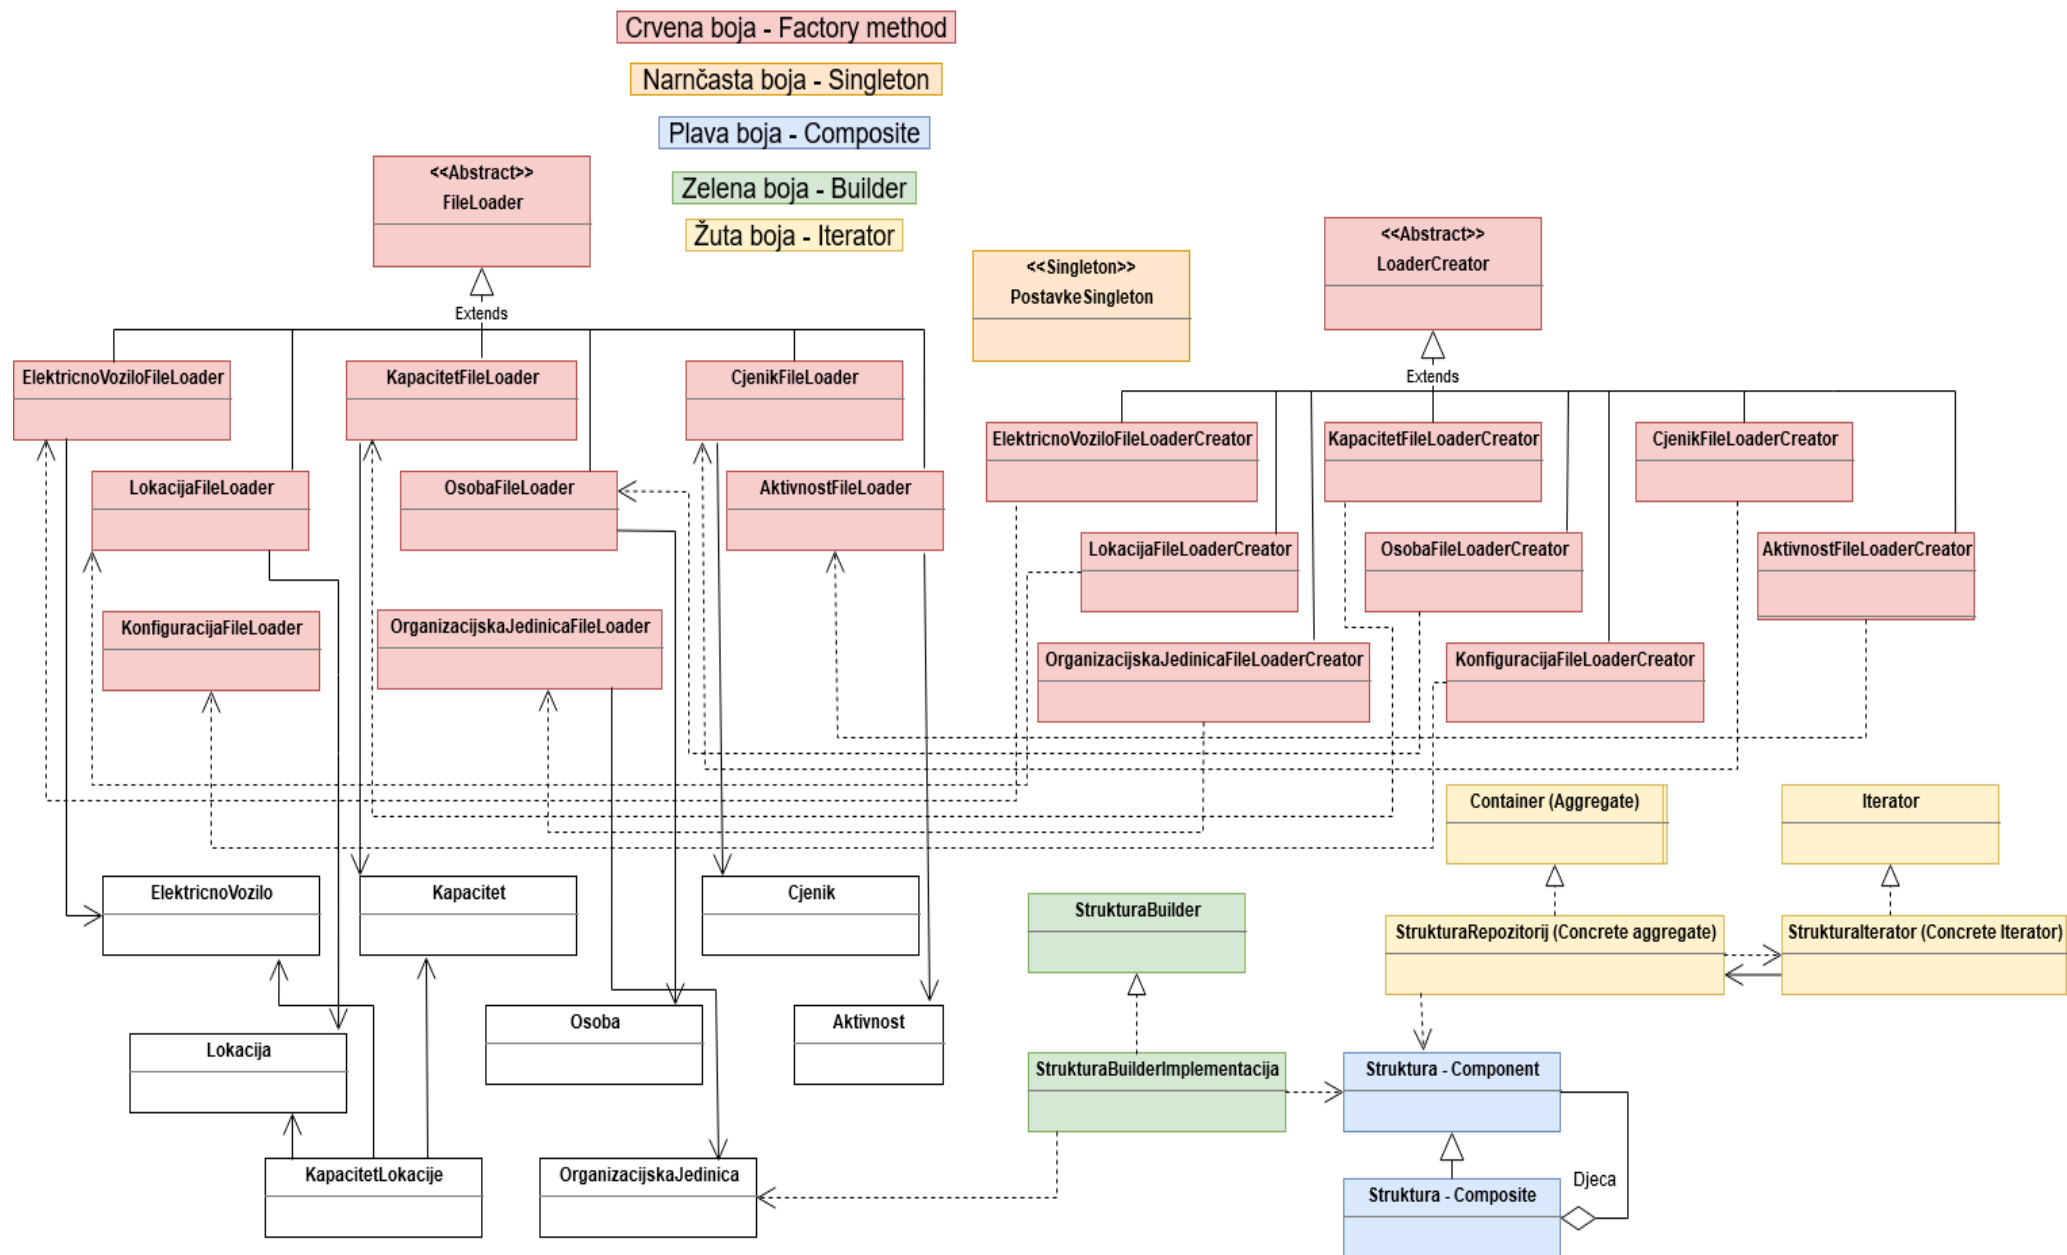 Crvena boja - Factory method
Narnčasta boja - Singleton
Plava boja - Composite
Zelena boja - Builder
Žuta boja - Iterator
<<Abstract>>
FileLoader
Extends
ElektricnoVoziloFileLoader
KapacitetFileLoader
CjenikFileLoader
LokacijaFileLoader
OsobaFileLoader
AktivnostFileLoader
KonfiguracijaFileLoader
OrganizacijskaJedinicaFileLoader
<<Singleton>>
PostavkeSingleton
<<Abstract>>
LoaderCreator
Extends
ElektricnoVoziloFileLoaderCreator
KapacitetFileLoaderCreator
CjenikFileLoaderCreator
LokacijaFileLoaderCreator
OsobaFileLoaderCreator
AktivnostFileLoaderCreator
OrganizacijskaJedinicaFileLoaderCreator
KonfiguracijaFileLoaderCreator
Container (Aggregate)
Iterator
StrukturaRepozitorij (Concrete aggregate)
StrukturaIterator (Concrete Iterator)
ElektricnoVozilo
Kapacitet
Cjenik
Lokacija
Osoba
Aktivnost
KapacitetLokacije
OrganizacijskaJedinica
StrukturaBuilder
StrukturaBuilderImplementacija
Struktura - Component
Djeca
Struktura - Composite